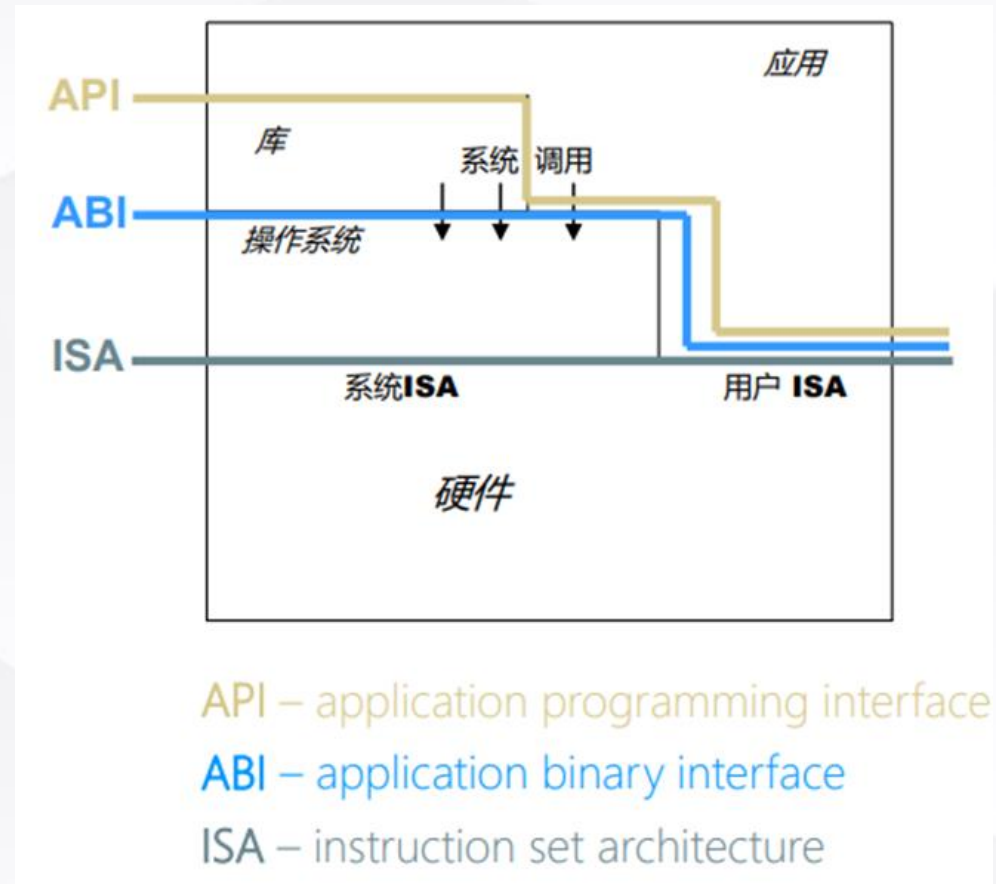 应用
API
库
系统 调用
ABI
操作系统
ISA
系统ISA
用户 ISA
硬件
API – application programming interface
ABI – application binary interface
ISA – instruction set architecture